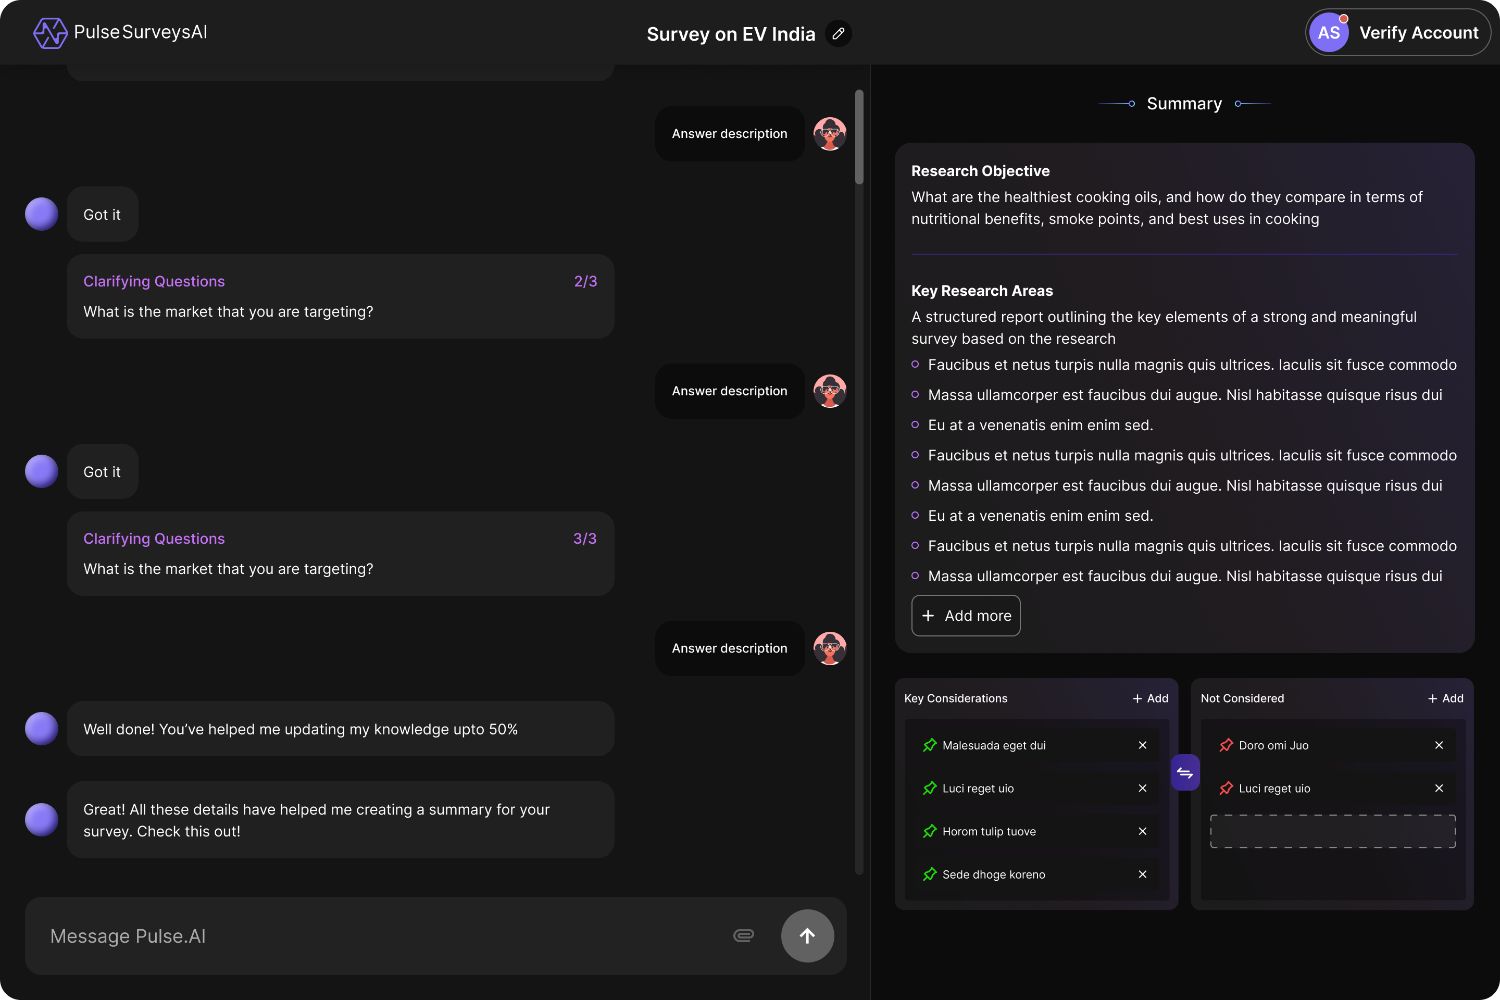 PulseSurveysAI
Survey on EV India
AS
Verify Account
Answer description
Got it
Clarifying Questions 2/3
What is the market that you are targeting?
Answer description
Got it
Clarifying Questions 3/3
What is the market that you are targeting?
Answer description
Well done! You’ve helped me updating my knowledge upto 50%
Great! All these details have helped me creating a summary for your
survey. Check this out!
Message Pulse.AI
Summary
Research Objective
What are the healthiest cooking oils, and how do they compare in terms of
nutritional benefits, smoke points, and best uses in cooking
Key Research Areas
A structured report outlining the key elements of a strong and meaningful
survey based on the research
Faucibus et netus turpis nulla magnis quis ultrices. Iaculis sit fusce commodo
Massa ullamcorper est faucibus dui augue. Nisl habitasse quisque risus dui
Eu at a venenatis enim enim sed.
Faucibus et netus turpis nulla magnis quis ultrices. Iaculis sit fusce commodo
Massa ullamcorper est faucibus dui augue. Nisl habitasse quisque risus dui
Eu at a venenatis enim enim sed.
Faucibus et netus turpis nulla magnis quis ultrices. Iaculis sit fusce commodo
Massa ullamcorper est faucibus dui augue. Nisl habitasse quisque risus dui
+ Add more
Key Considerations + Add
Malesuada eget dui
Luci reget uio
Horom tulip tuove
Sede dhoge koreno
Not Considered + Add
Doro omi Juo
Luci reget uio